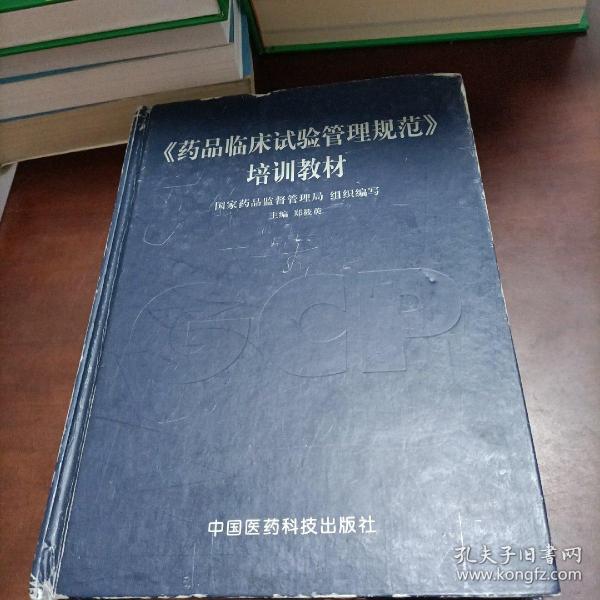 《药品临床试验管理规范》
培训教材
国家药品监督管理局 组织编写
主编 郑筱萸
GCP
中国医药科技出版社
孔夫子旧书网
www.kongfz.com